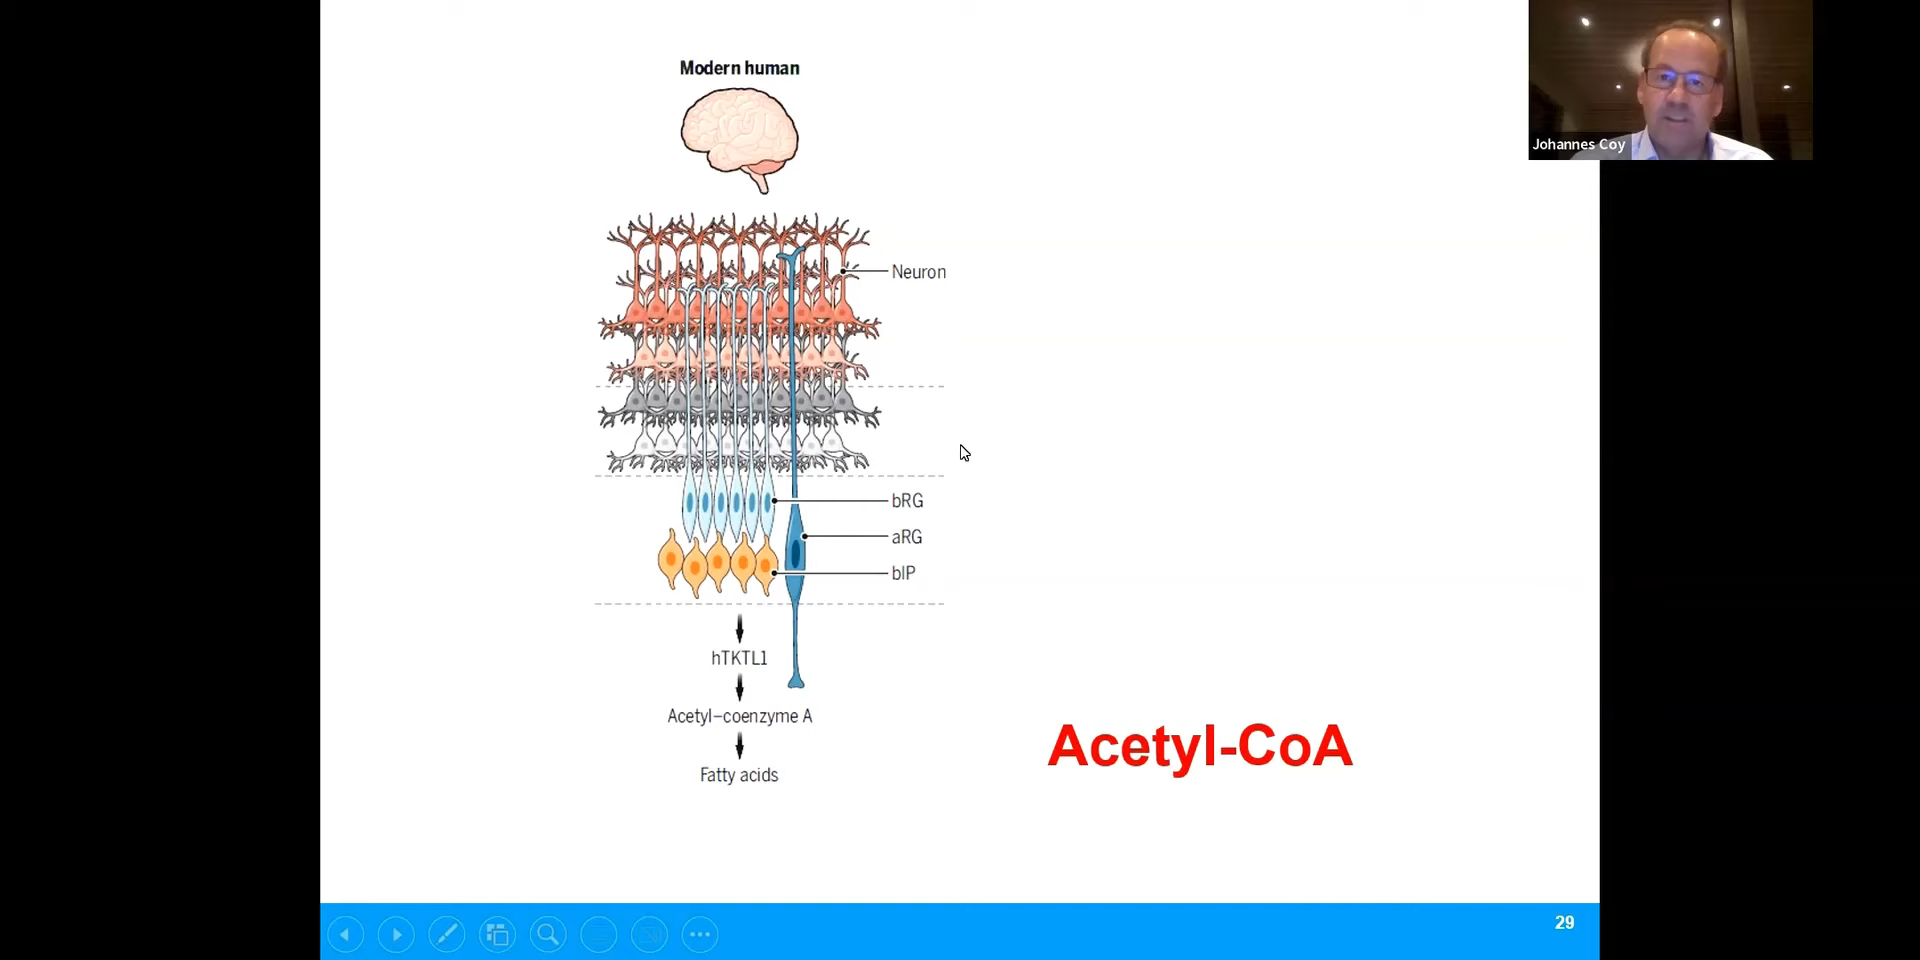 Modern human
Johannes Coy
Neuron
bRG
aRG
bIP
hTKTL1
Acetyl–coenzyme A
Acetyl-CoA
Fatty acids
29